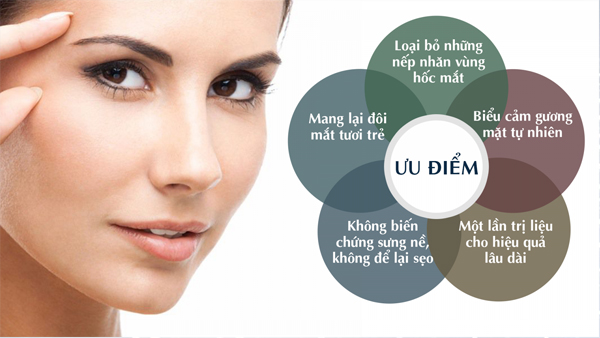 Loại bỏ những
nếp nhăn vùng
hốc mắt
Biểu cảm gương
mặt tự nhiên
Một lần trị liệu
cho hiệu quả
lâu dài
Không biến
chứng sưng nề,
không để lại sẹo
Mang lại đôi
mắt tươi trẻ
ƯU ĐIỂM